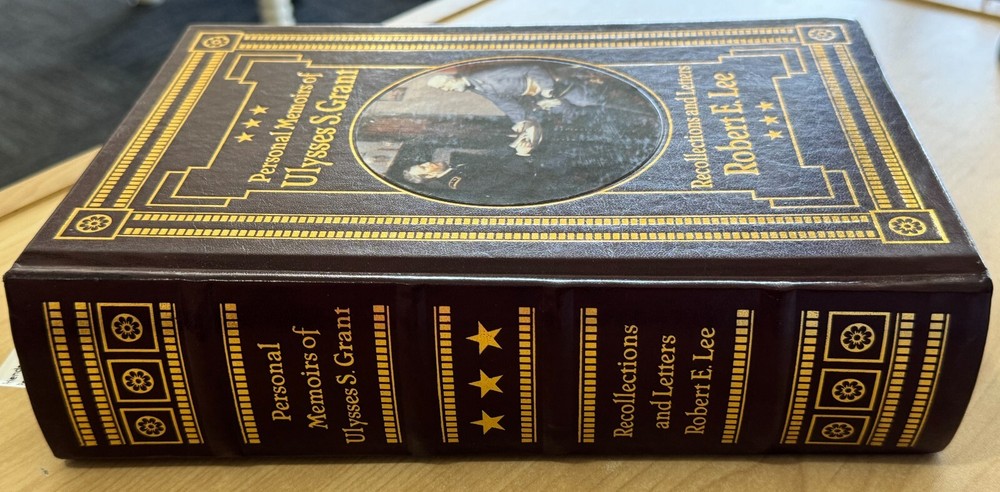 Personal Memoirs of
Ulysses S. Grant
Recollections and Letters
Robert E. Lee
Personal
Memoirs of
Ulysses S. Grant
Recollections
and Letters
Robert E. Lee